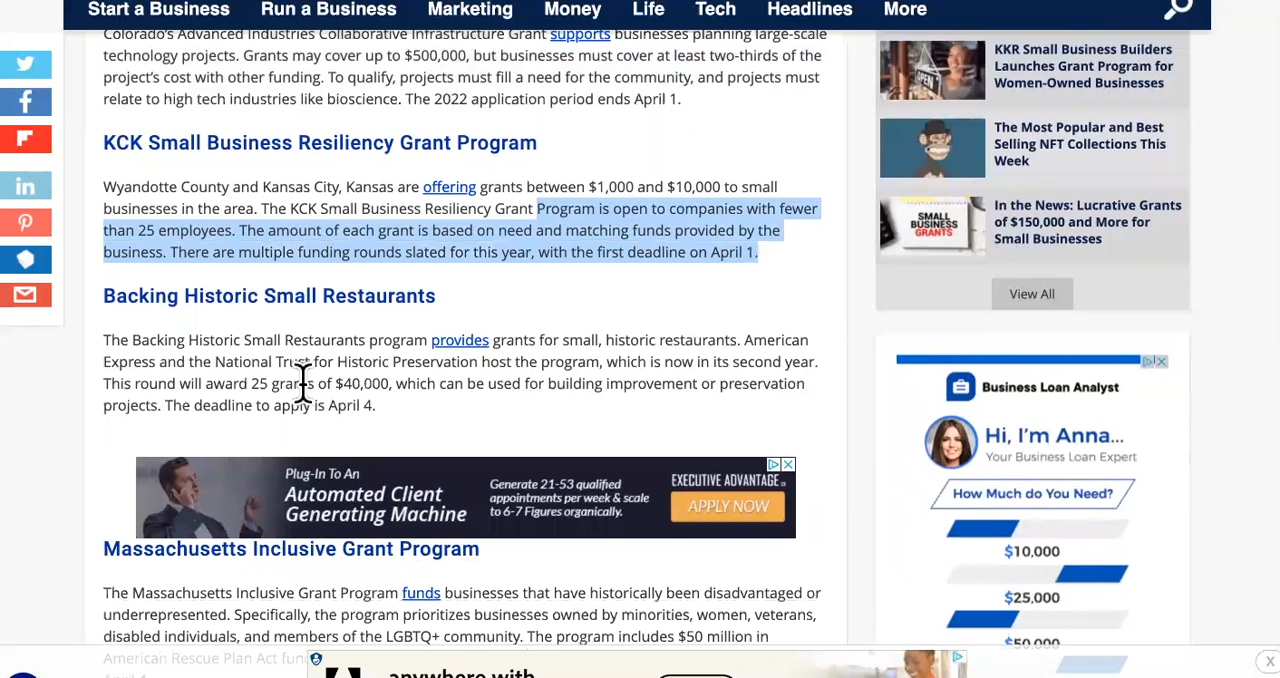 Start a Business Run a Business Marketing Money Life Tech Headlines More
Colorado's Advanced Industries Collaborative Infrastructure Grant supports businesses planning large-scale
technology projects. Grants may cover up to $500,000, but businesses must cover at least two-thirds of the
project's cost with other funding. To qualify, projects must fill a need for the community, and projects must
relate to high tech industries like bioscience. The 2022 application period ends April 1.
KCK Small Business Resiliency Grant Program
Wyandotte County and Kansas City, Kansas are offering grants between $1,000 and $10,000 to small
businesses in the area. The KCK Small Business Resiliency Grant Program is open to companies with fewer
than 25 employees. The amount of each grant is based on need and matching funds provided by the
business. There are multiple funding rounds slated for this year, with the first deadline on April 1.
Backing Historic Small Restaurants
The Backing Historic Small Restaurants program provides grants for small, historic restaurants. American
Express and the National Trust for Historic Preservation host the program, which is now in its second year.
This round will award 25 grants of $40,000, which can be used for building improvement or preservation
projects. The deadline to apply is April 4.
Plug-In To An
Automated Client
Generating Machine
Generate 21-53 qualified
appointments per week & scale
to 6-7 Figures organically.
EXECUTIVE ADVANTAGE
APPLY NOW
Massachusetts Inclusive Grant Program
The Massachusetts Inclusive Grant Program funds businesses that have historically been disadvantaged or
underrepresented. Specifically, the program prioritizes businesses owned by minorities, women, veterans,
disabled individuals, and members of the LGBTQ+ community. The program includes $50 million in
American Rescue Plan Act
anywhere with
OPEN
KKR Small Business Builders
Launches Grant Program for
Women-Owned Businesses
The Most Popular and Best
Selling NFT Collections This
Week
SMALL
BUSINESS
GRANTS
In the News: Lucrative Grants
of $150,000 and More for
Small Businesses
View All
Business Loan Analyst
Hi, I'm Anna...
Your Business Loan Expert
How Much do You Need?
$10,000
$25,000
$50,000
X